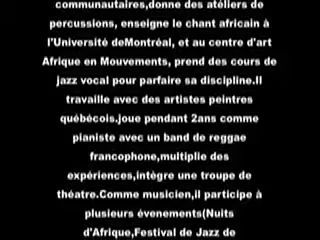 communautaires,donne des atéliers de
percussions, enseigne le chant africain à
l'Université deMontréal, et au centre d'art
Afrique en Mouvements, prend des cours de
jazz vocal pour parfaire sa discipline.Il
travaille avec des artistes peintres
québécois.joue pendant 2ans comme
pianiste avec un band de reggae
francophone,multiplie des
expériences,intègre une troupe de
théatre.Comme musicien,il participe à
plusieurs évenements(Nuits
d'Afrique,Festival de Jazz de